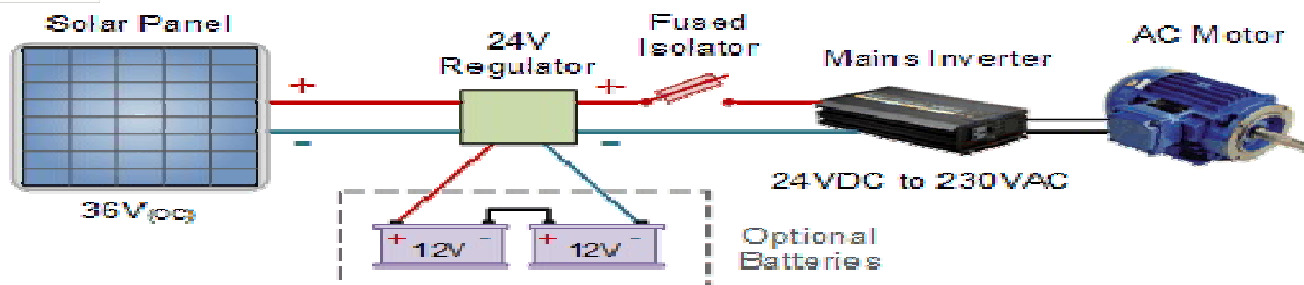 Solar Panel
24V
Regulator
Fused
Isolator
Mains Inverter
AC Motor
+
+
-
-
36V(OC)
24VDC to 230VAC
+ 12V -
+ 12V -
Optional
Batteries